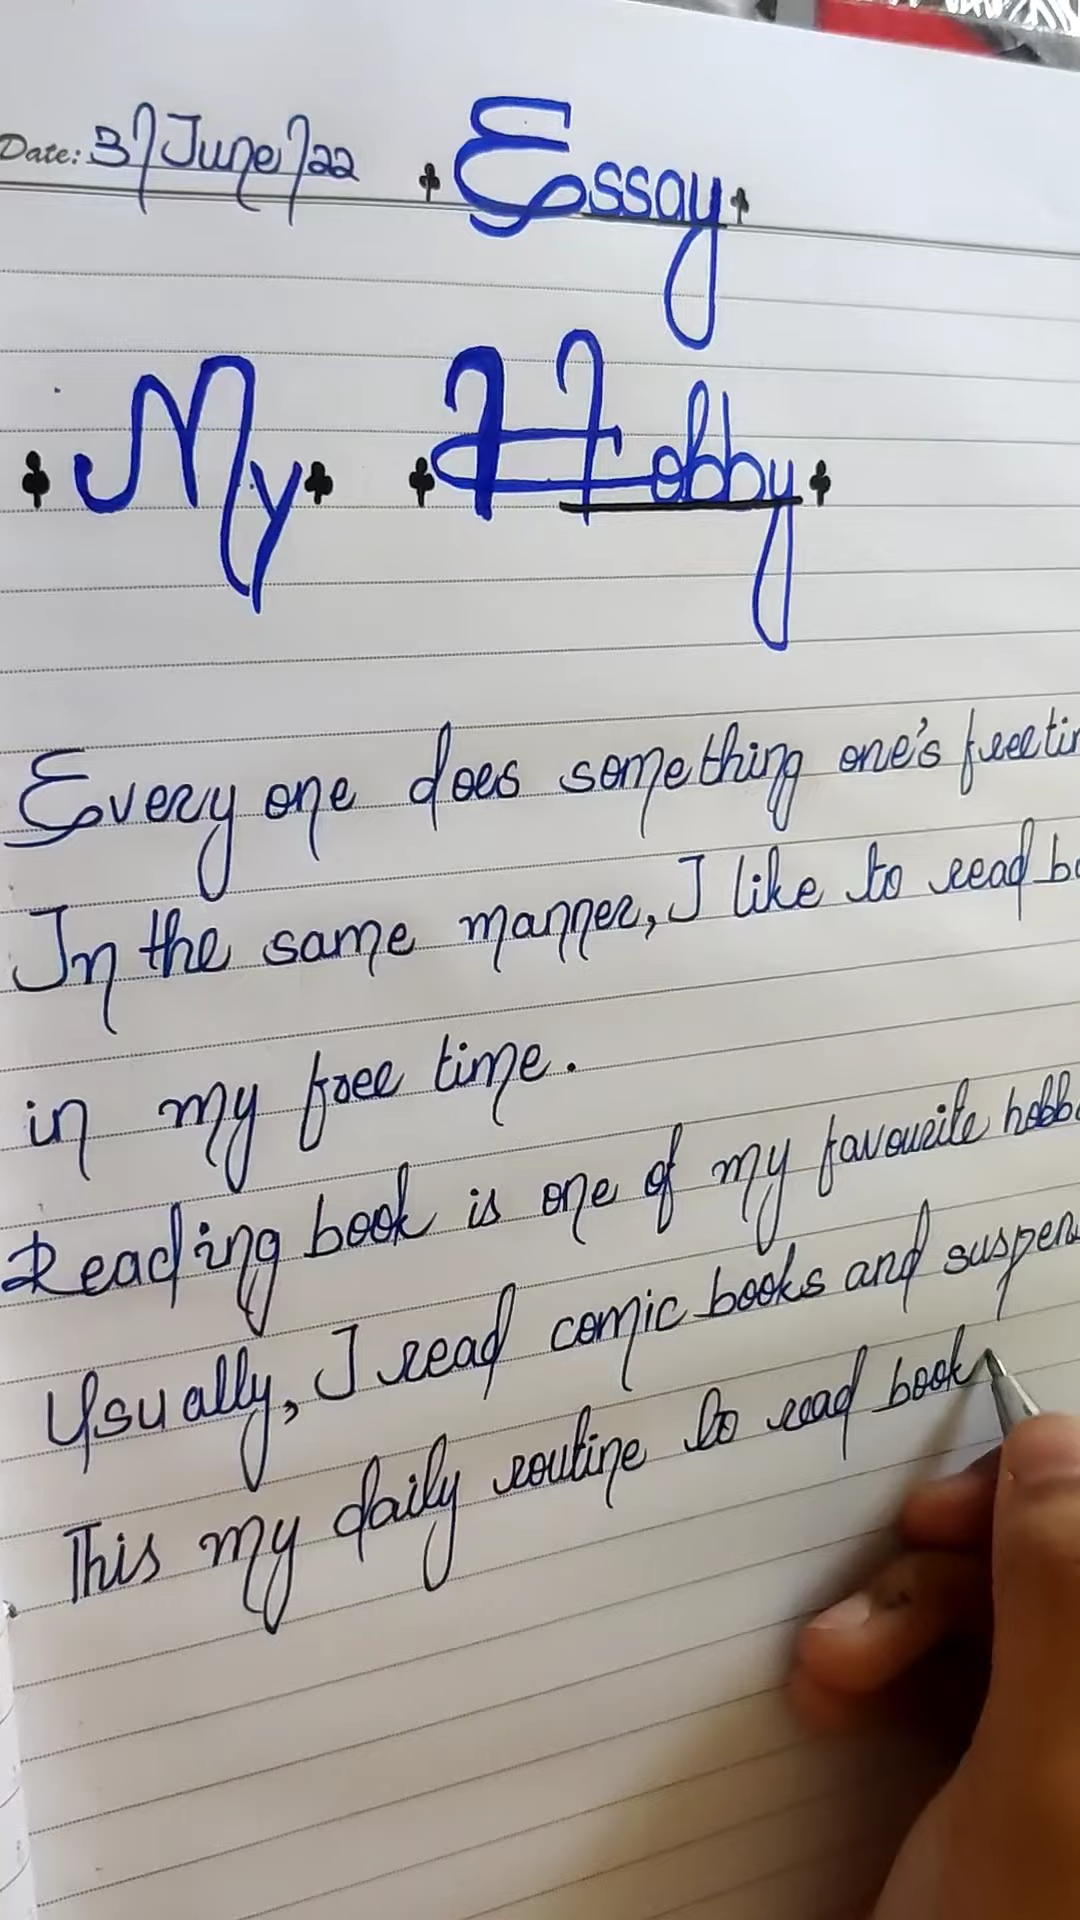 Date: 3/June/22
Essay
My Hobby
Every one does something one's free
In the same manner, I like to read
in my free time.
Reading book is one of my favourite
Usually, I read comic books and
This my daily routine to read book